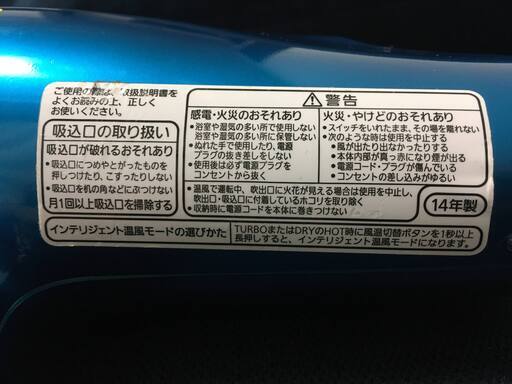 ご使用の際は、取扱説明書を
よくお読みの上、正しく
お使いください。
吸込口の取り扱い
吸込口が破れるおそれあり
・吸込口につめやとがったものを
押しつけたり、こすったりしない
・吸込口を机の角などにぶつけない
月1回以上吸込口を掃除する
⚠警告
感電・火災のおそれあり
・浴室や湿気の多い所で使用しない
浴室や湿気の多い所に保管しない
・ぬれた手で使用したり、電源
プラグの抜き差しをしない
・使用後は必ず電源プラグを
コンセントから抜く
火災・やけどのおそれあり
・スイッチをいれたまま、その場を離れない
・次のような時は使用を中止する
・風が出たり出なかったりする
・本体内部が真っ赤になり煙が出る
・電源コード・プラグが傷んでいる
・コンセントの差し込みがゆるい
・温風で運転中、吹出口に火花が見える場合は使用を中止し、
吹出口・吸込口に付着しているホコリを取り除く
・収納時に電源コードを本体に巻きつけない
14年製
インテリジェント温風モードの選びかた
TURBOまたはDRYのHOT時に風温切替ボタンを1秒以上
長押しすると、インテリジェント温風モードになります。